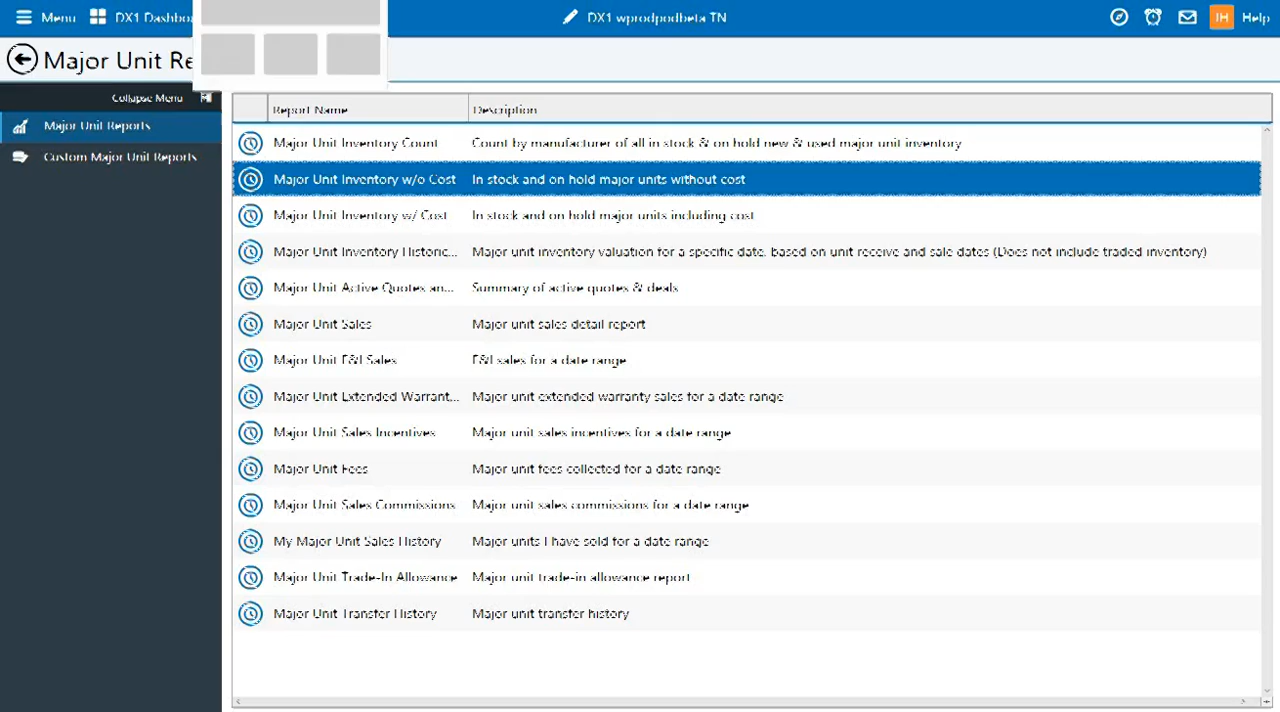 Menu DX1 Dashbo DX1 wprodpodbeta TN IH Help
Major Unit Re
Collapse Menu
Major Unit Reports
Custom Major Unit Reports
Report Name Description
Major Unit Inventory Count Count by manufacturer of all in stock & on hold new & used major unit inventory
Major Unit Inventory w/o Cost In stock and on hold major units without cost
Major Unit Inventory w/ Cost In stock and on hold major units including cost
Major Unit Inventory Historic... Major unit inventory valuation for a specific date, based on unit receive and sale dates (Does not include traded inventory)
Major Unit Active Quotes an... Summary of active quotes & deals
Major Unit Sales Major unit sales detail report
Major Unit F&I Sales F&I sales for a date range
Major Unit Extended Warrant... Major unit extended warranty sales for a date range
Major Unit Sales Incentives Major unit sales incentives for a date range
Major Unit Fees Major unit fees collected for a date range
Major Unit Sales Commissions Major unit sales commissions for a date range
My Major Unit Sales History Major units I have sold for a date range
Major Unit Trade-In Allowance Major unit trade-in allowance report
Major Unit Transfer History Major unit transfer history